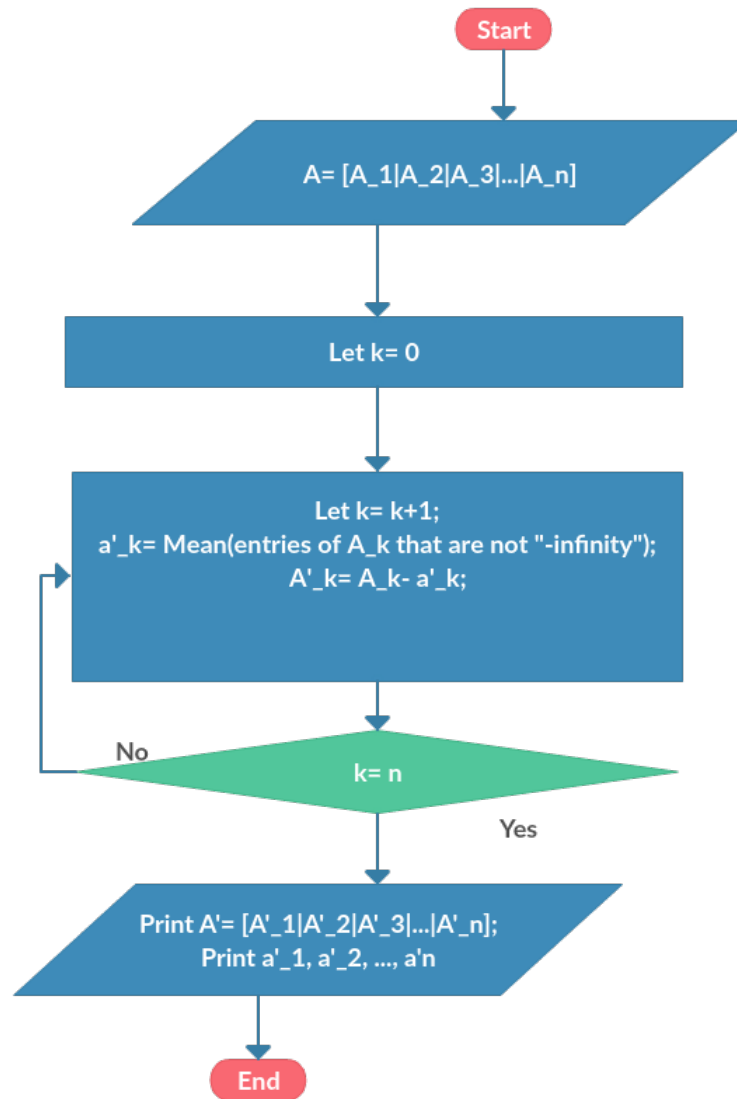 Start
A= [A_1|A_2|A_3|...|A_n]
Let k= 0
Let k= k+1;
a'_k= Mean(entries of A_k that are not "-infinity");
A'_k= A_k- a'_k;
No
k= n
Yes
Print A'= [A'_1|A'_2|A'_3|...|A'_n];
Print a'_1, a'_2, ..., a'n
End